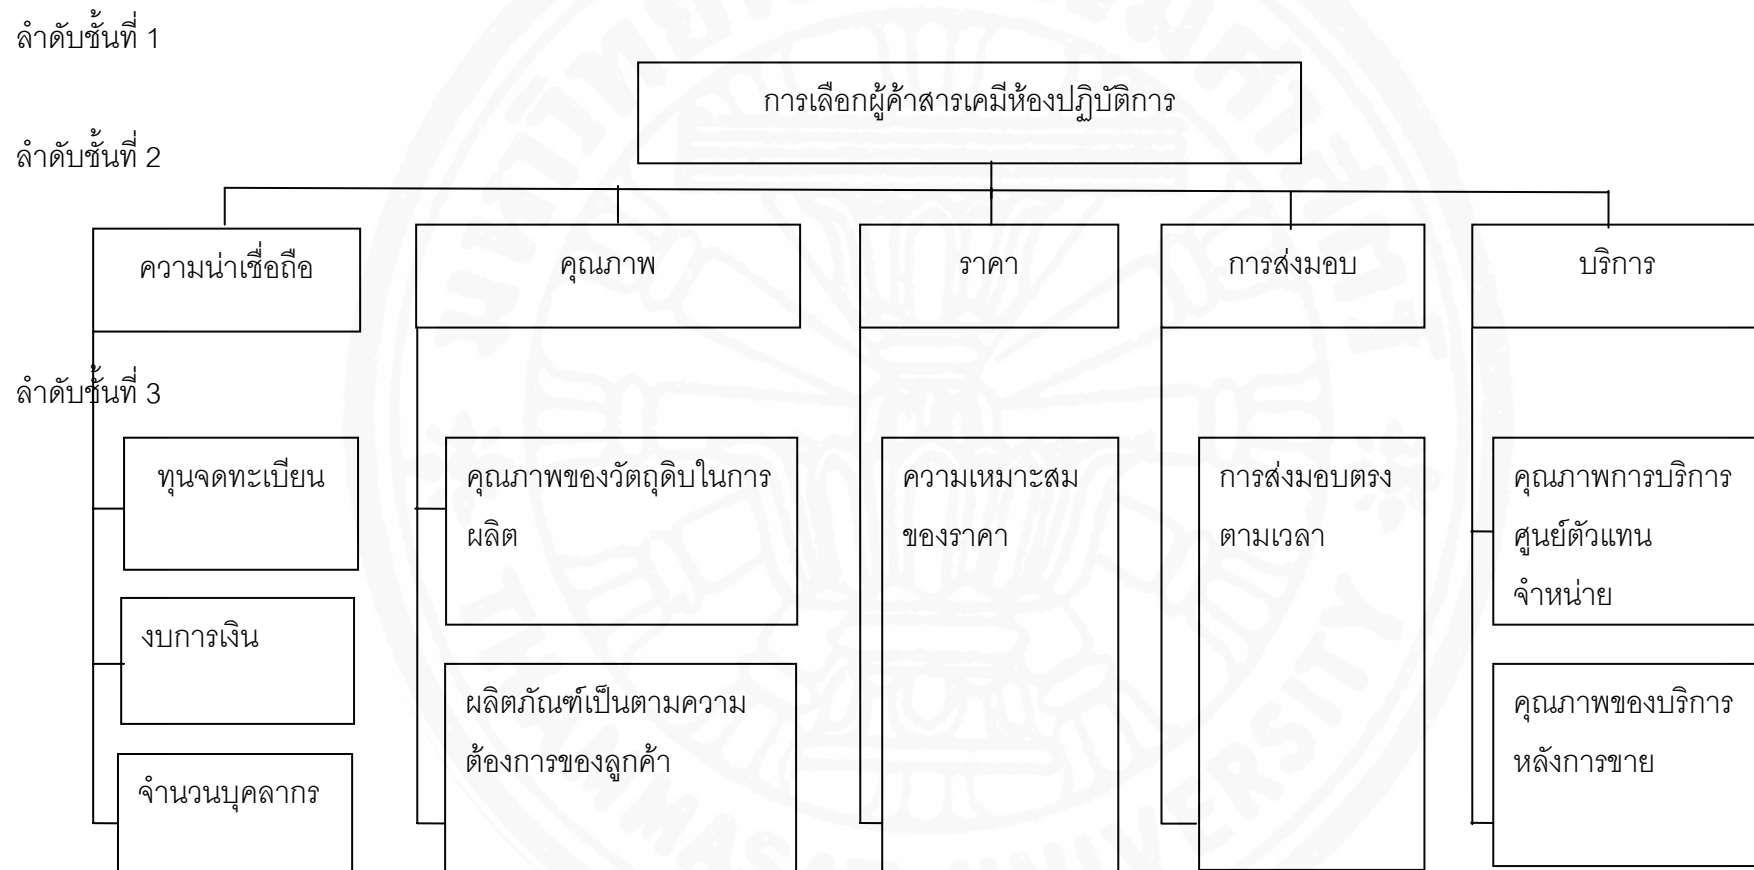 ลำดับชั้นที่ 1
การเลือกผู้ค้าสารเคมีห้องปฏิบัติการ
ลำดับชั้นที่ 2
ความน่าเชื่อถือ
คุณภาพ
ราคา
การส่งมอบ
บริการ
ลำดับชั้นที่ 3
ทุนจดทะเบียน
งบการเงิน
จำนวนบุคลากร
คุณภาพของวัตถุดิบในการ
ผลิต
ผลิตภัณฑ์เป็นตามความ
ต้องการของลูกค้า
ความเหมาะสม
ของราคา
การส่งมอบตรง
ตามเวลา
คุณภาพการบริการ
ศูนย์ตัวแทน
จำหน่าย
คุณภาพของบริการ
หลังการขาย
UNIVERSITY